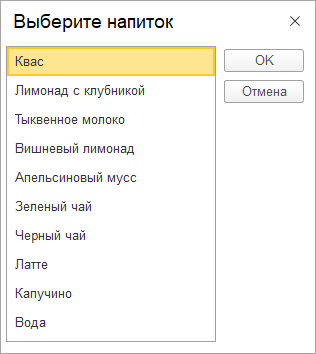 Выберите напиток
Квас
OK
Лимонад с клубникой
Отмена
Тыквенное молоко
Вишневый лимонад
Апельсиновый мусс
Зеленый чай
Черный чай
Латте
Капучино
Вода